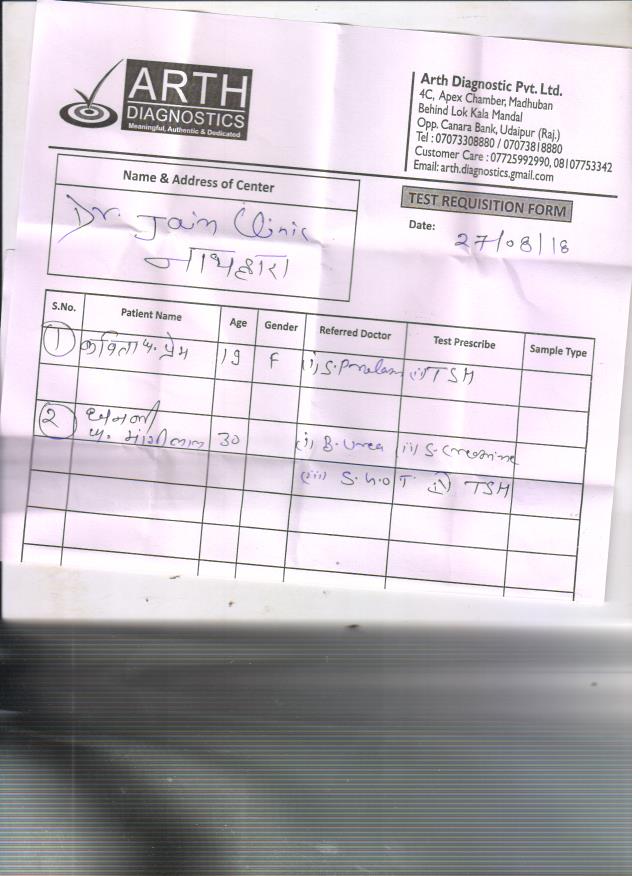 ARTH
DIAGNOSTICS
Meaningful, Authentic & Dedicated
Arth Diagnostic Pvt. Ltd.
4C, Apex Chamber, Madhuban
Behind Lok Kala Mandal
Opp. Canara Bank, Udaipur (Raj.)
Tel : 07073308880 / 07073818880
Customer Care : 07725992990, 08107753342
Email: arth.diagnostics.gmail.com
Name & Address of Center
Dr. Jain Clinic
नाथद्वारा
TEST REQUISITION FORM
Date: 27/08/18
S.No. Patient Name Age Gender Referred Doctor Test Prescribe Sample Type
1 कविता पु. प्रेम 19 F (i) (ii) TSH
2
पु. मांगीलाल 30 (i) B. Urea (ii)
(iii) TSH